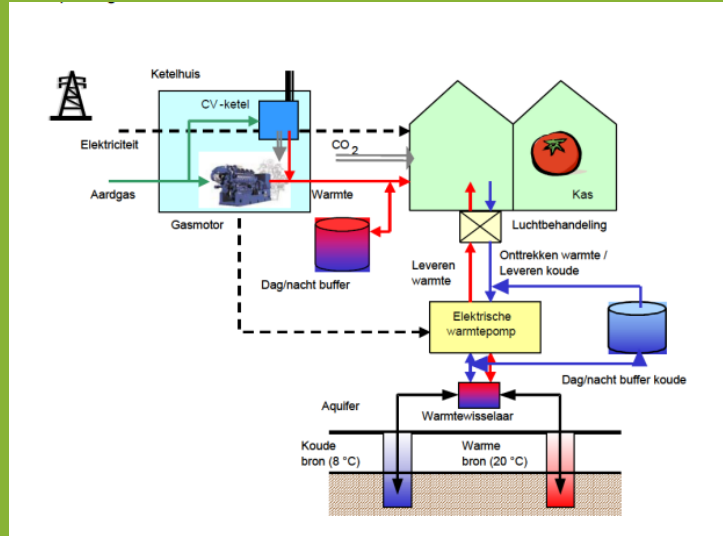 Ketelhuis
CV-ketel
Elektriciteit
CO2
Aardgas
Warmte
Kas
Gasmotor
Luchtbehandeling
Dag/nacht buffer
Leveren
warmte
Onttrekken warmte /
Leveren koude
Elektrische
warmtepomp
Dag/nacht buffer koude
Aquifer
Warmtewisselaar
Koude
bron (8 °C)
Warme
bron (20 °C)